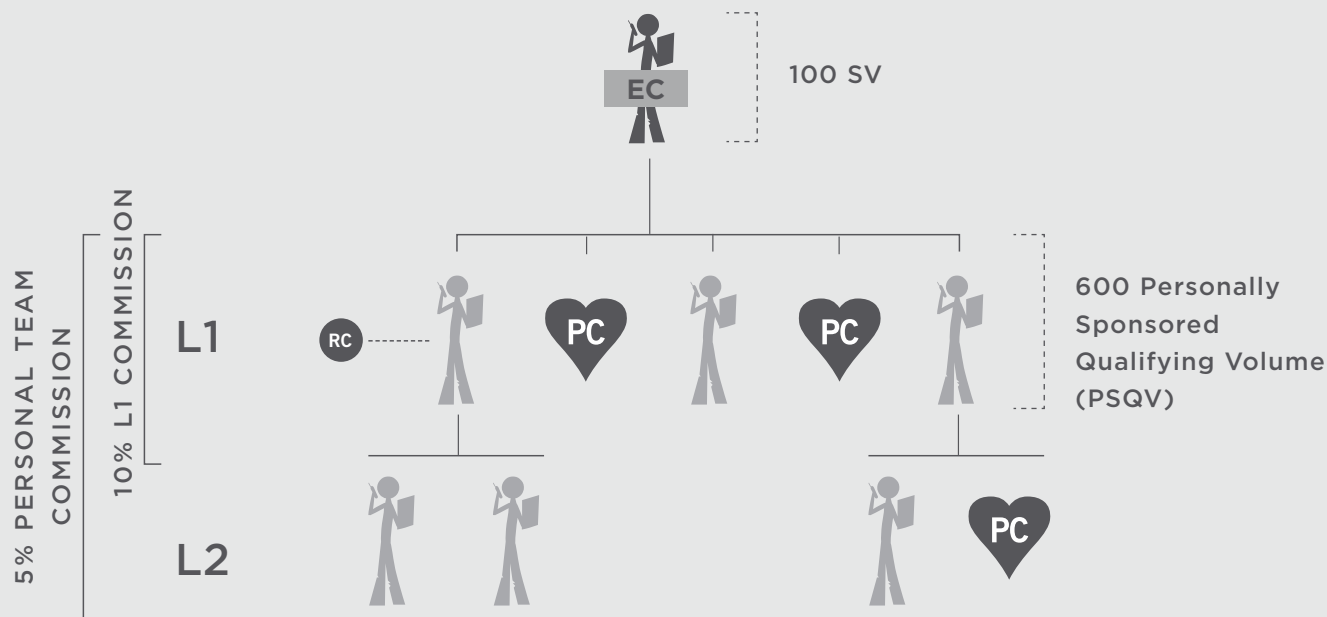 EC
100 SV
5% PERSONAL TEAM
COMMISSION
10% L1 COMMISSION
L1
RC
PC
PC
600 Personally
Sponsored
Qualifying Volume
(PSQV)
L2
PC